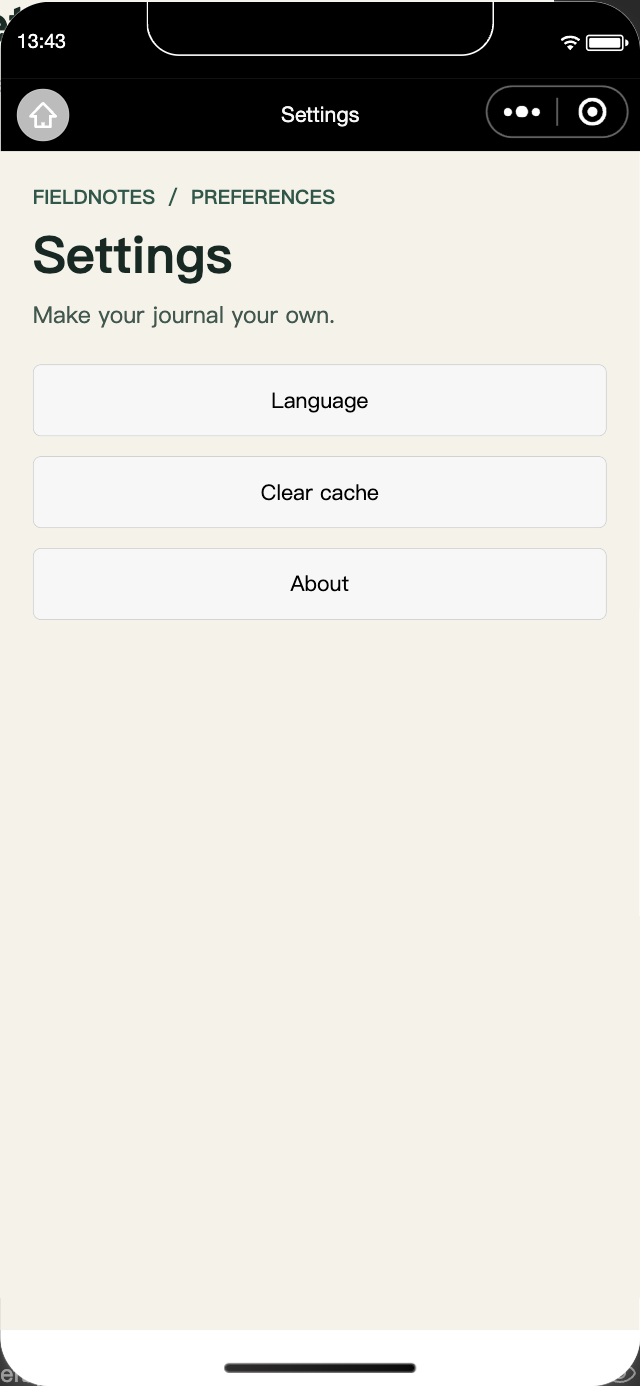 13:43
Settings
FIELDNOTES / PREFERENCES
Settings
Make your journal your own.
Language
Clear cache
About